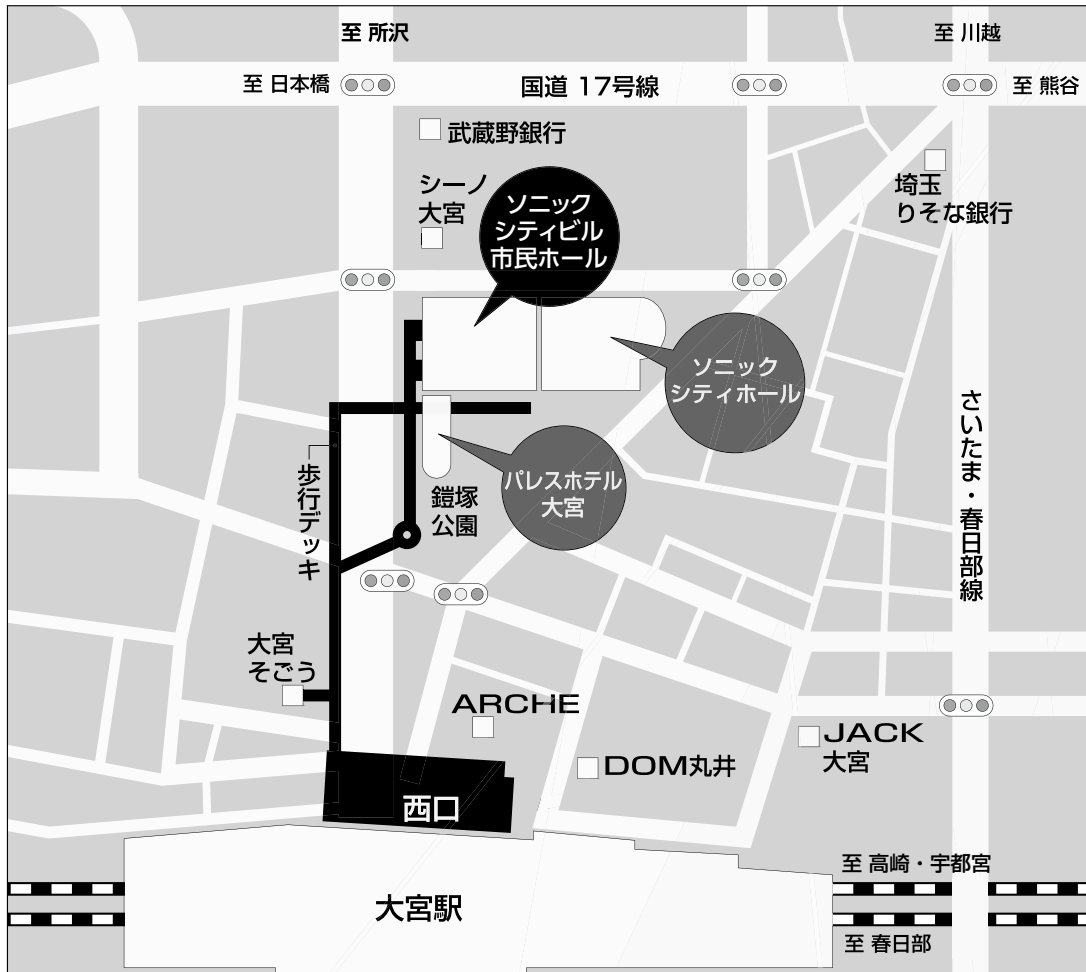 至 所沢
至 川越
至 日本橋
国道 17号線
至 熊谷
武蔵野銀行
シーノ
大宮
ソニック
シティビル
市民ホール
埼玉
りそな銀行
ソニック
シティホール
さいたま・春日部線
歩行デッキ
パレスホテル
大宮
鎧塚
公園
大宮
そごう
ARCHE
JACK
大宮
DOM丸井
西口
至 高崎・宇都宮
大宮駅
至 春日部